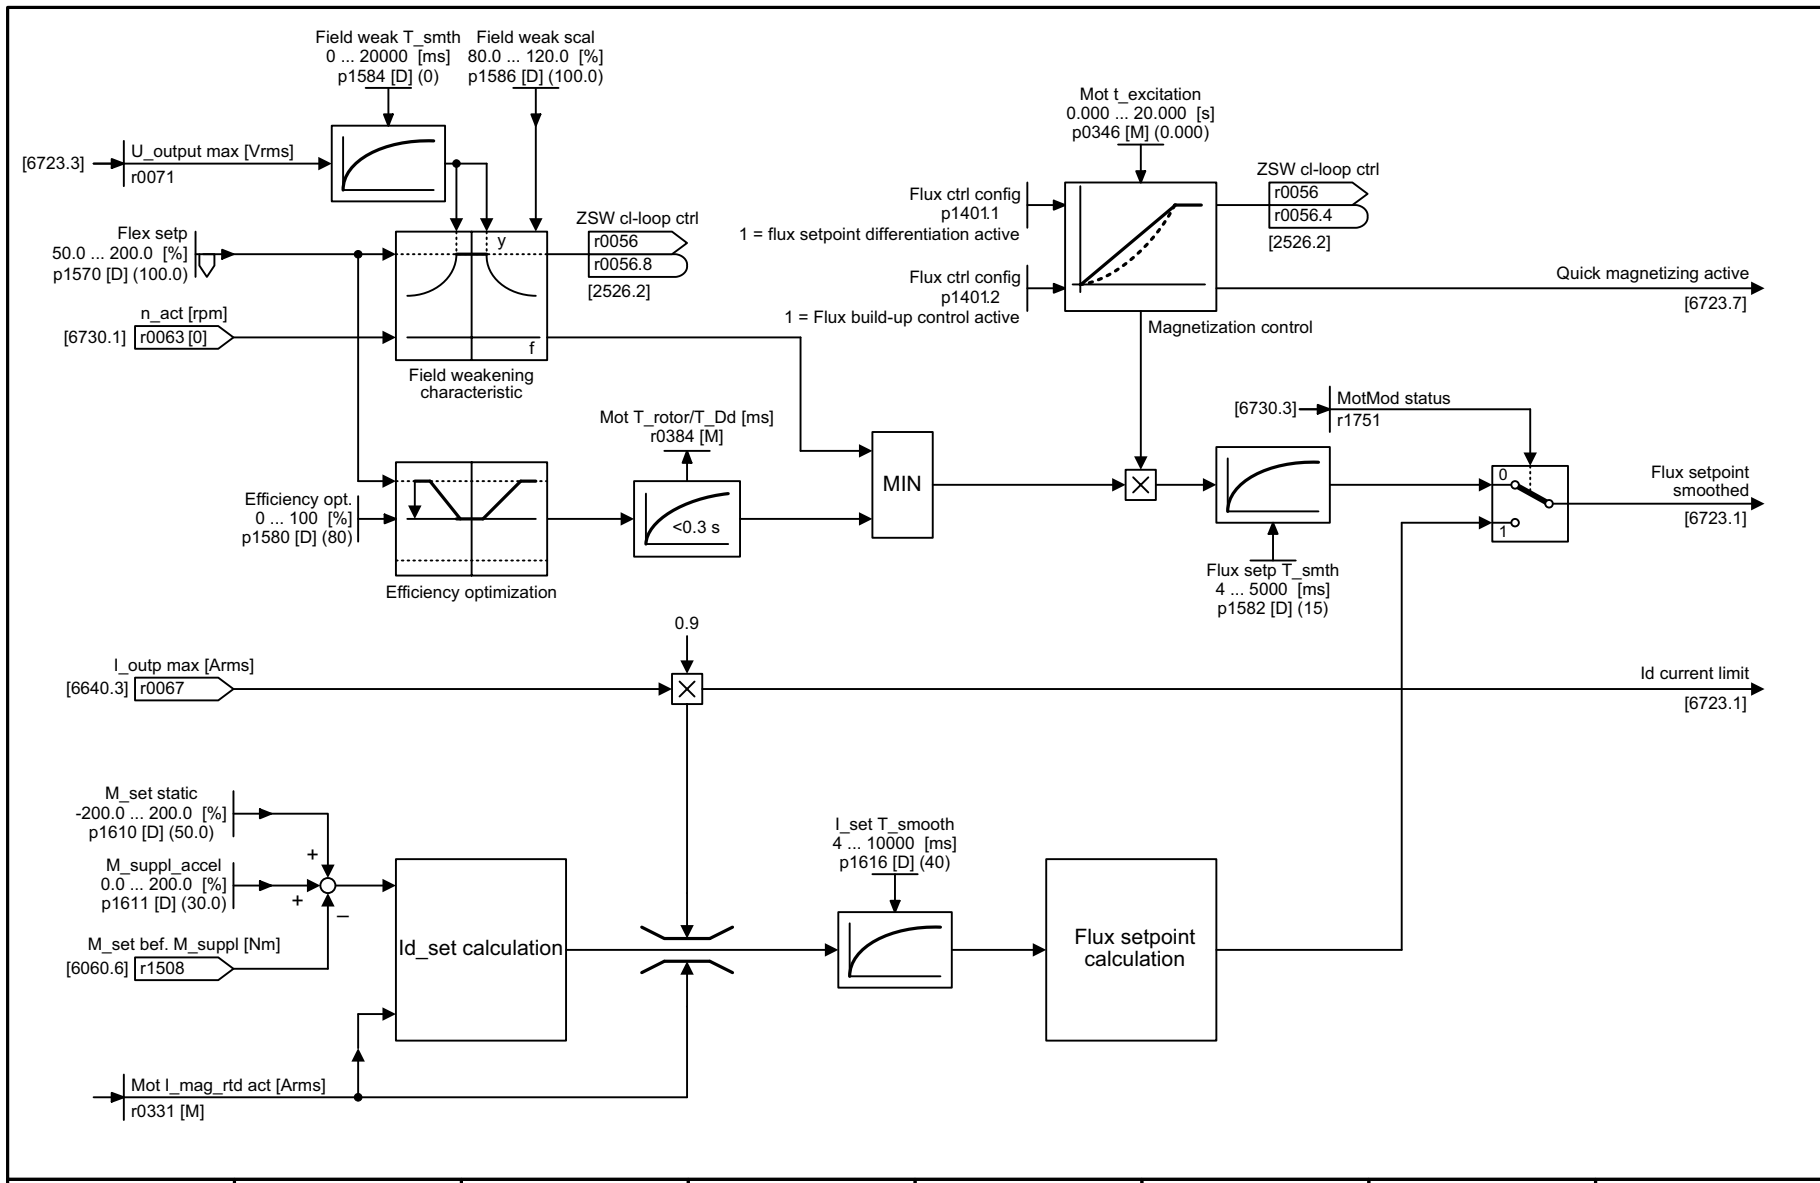 Field weak T_smth
0 ... 20000 [ms]
p1584 [D] (0)
Field weak scal
80.0 ... 120.0 [%]
p1586 [D] (100.0)
[6723.3]
U_output max [Vrms]
r0071
Flex setp
50.0 ... 200.0 [%]
p1570 [D] (100.0)
n_act [rpm]
[6730.1]
r0063 [0]
y
f
Field weakening
characteristic
ZSW cl-loop ctrl
r0056
r0056.8
[2526.2]
Mot t_excitation
0.000 ... 20.000 [s]
p0346 [M] (0.000)
Flux ctrl config
p1401.1
1 = flux setpoint differentiation active
Flux ctrl config
p1401.2
1 = Flux build-up control active
Magnetization control
ZSW cl-loop ctrl
r0056
r0056.4
[2526.2]
Quick magnetizing active
[6723.7]
Efficiency opt.
0 ... 100 [%]
p1580 [D] (80)
Efficiency optimization
Mot T_rotor/T_Dd [ms]
r0384 [M]
<0.3 s
MIN
[6730.3]
MotMod status
r1751
Flux setp T_smth
4 ... 5000 [ms]
p1582 [D] (15)
0
1
Flux setpoint
smoothed
[6723.1]
0.9
I_outp max [Arms]
[6640.3]
r0067
Id current limit
[6723.1]
M_set static
-200.0 ... 200.0 [%]
p1610 [D] (50.0)
+
M_suppl_accel
0.0 ... 200.0 [%]
p1611 [D] (30.0)
+
–
M_set bef. M_suppl [Nm]
[6060.6]
r1508
Id_set calculation
I_set T_smooth
4 ... 10000 [ms]
p1616 [D] (40)
Flux setpoint
calculation
Mot I_mag_rtd act [Arms]
r0331 [M]